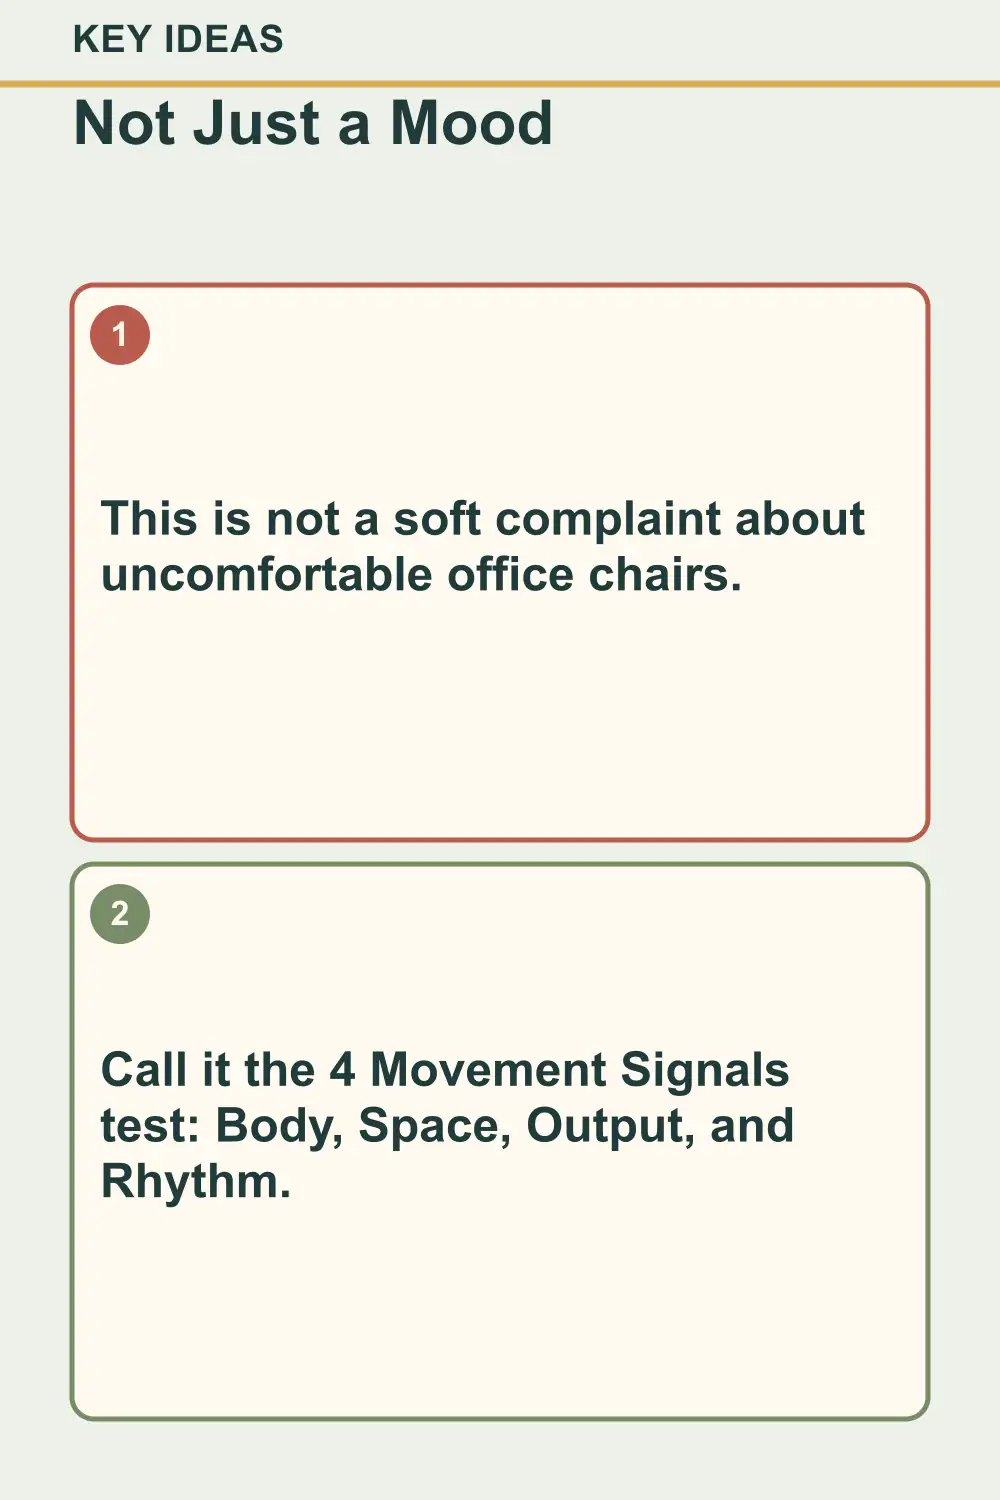 KEY IDEAS
Not Just a Mood
1
This is not a soft complaint about
uncomfortable office chairs.
2
Call it the 4 Movement Signals
test: Body, Space, Output, and
Rhythm.